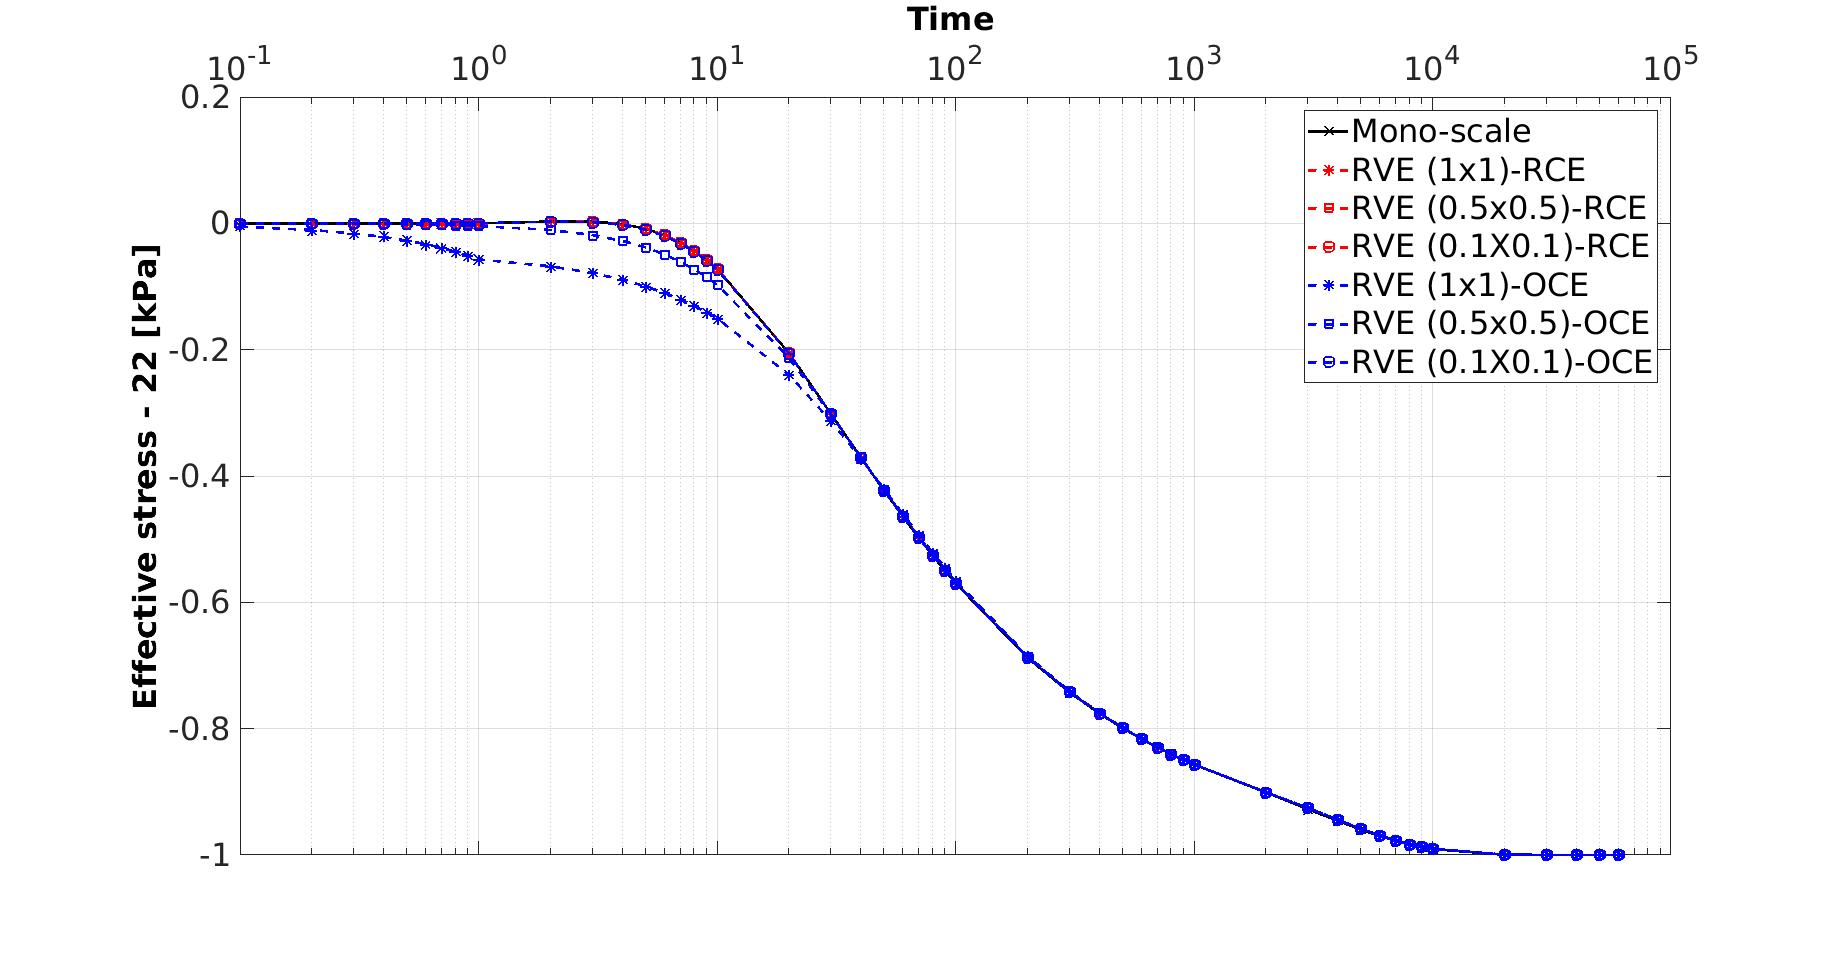 Time
10^-1 10^0 10^1 10^2 10^3 10^4 10^5
0.2
0
-0.2
-0.4
-0.6
-0.8
-1
Effective stress - 22 [kPa]
Mono-scale
RVE (1x1)-RCE
RVE (0.5x0.5)-RCE
RVE (0.1X0.1)-RCE
RVE (1x1)-OCE
RVE (0.5x0.5)-OCE
RVE (0.1X0.1)-OCE